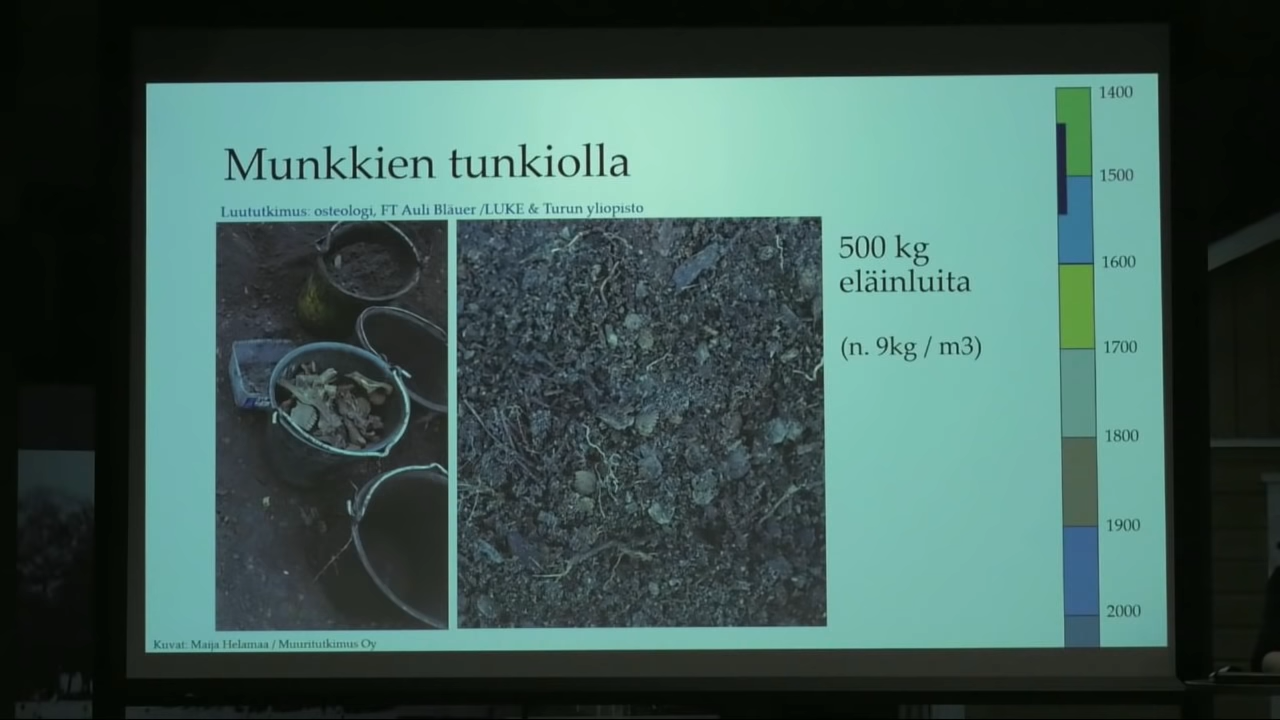 Munkkien tunkiolla
Luututkimus: osteologi, FT Auli Bläuer /LUKE & Turun yliopisto
500 kg
eläinluita
(n. 9kg / m3)
Kuvat: Maija Helamaa / Muuritutkimus Oy
1400
1500
1600
1700
1800
1900
2000